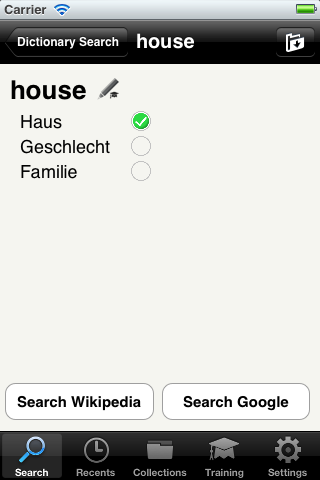 Carrier
Dictionary Search house
house
Haus
Geschlecht
Familie
Search Wikipedia Search Google
Search Recents Collections Training Settings